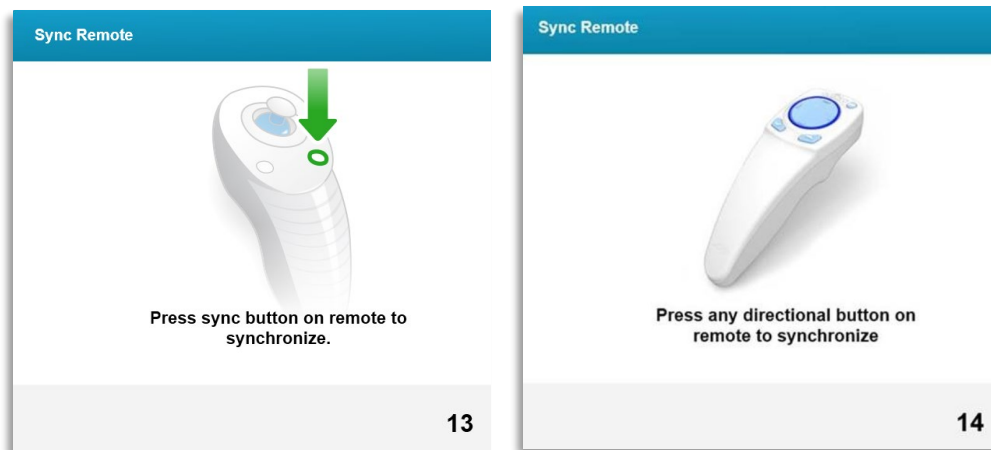 Sync Remote
Press sync button on remote to
synchronize.
13
Sync Remote
Press any directional button on
remote to synchronize
14